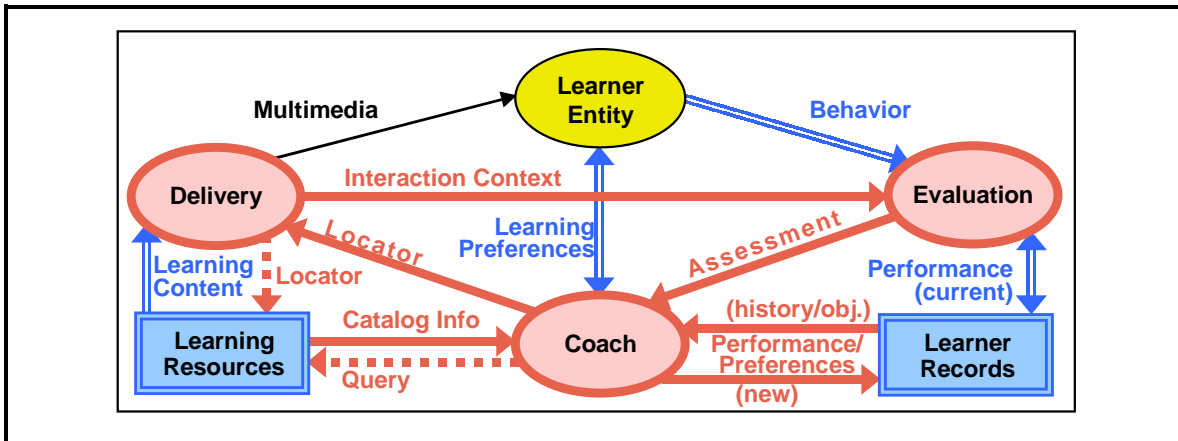 Learner
Entity
Multimedia
Behavior
Delivery
Interaction Context
Evaluation
Learning
Preferences
Locator
Assessment
Learning
Content
Locator
Performance
(current)
Learning
Resources
Catalog Info
Query
Coach
(history/obj.)
Performance/
Preferences
(new)
Learner
Records